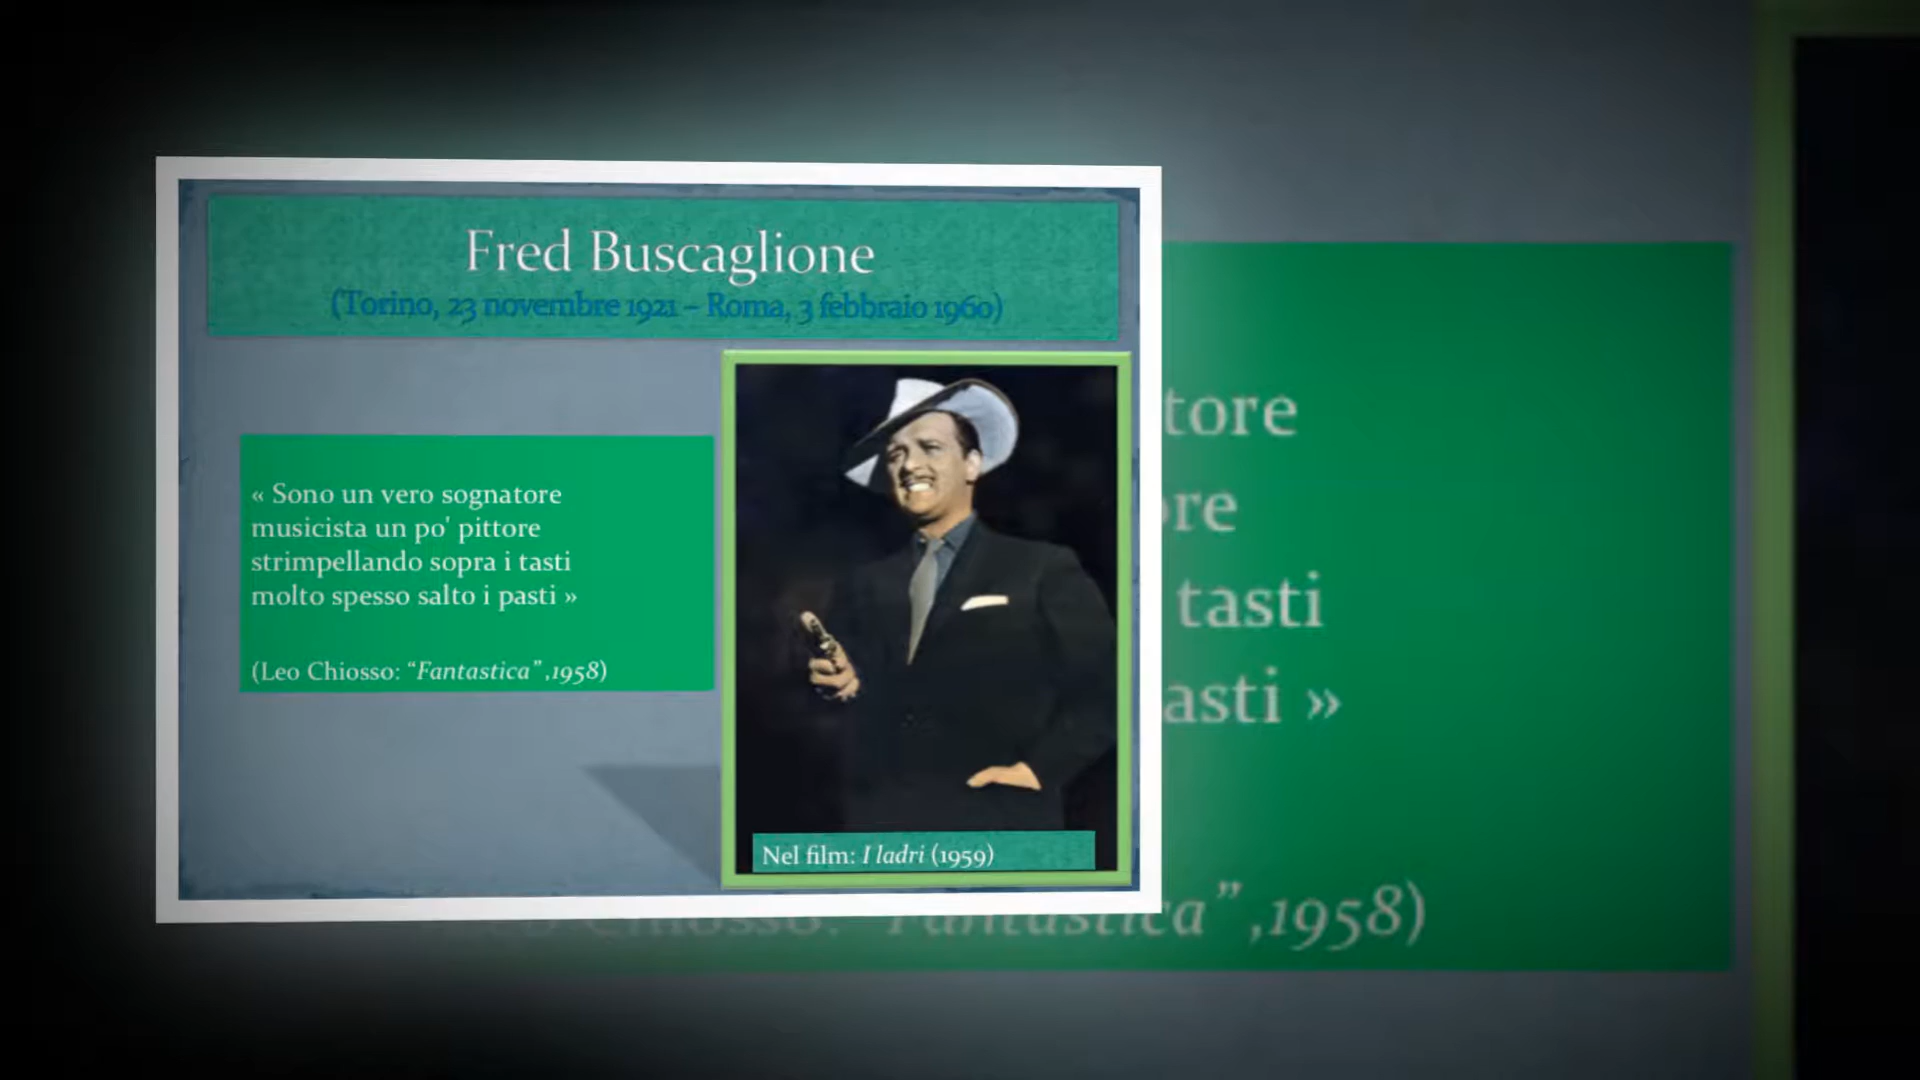 Fred Buscaglione
(Torino, 23 novembre 1921 – Roma, 3 febbraio 1960)
« Sono un vero sognatore
musicista un po' pittore
strimpellando sopra i tasti
molto spesso salto i pasti »
(Leo Chiosso: “Fantastica” ,1958)
Nel film: I ladri (1959)
tore
re
tasti
asti »
Chiosso: “Fantastica” ,1958)